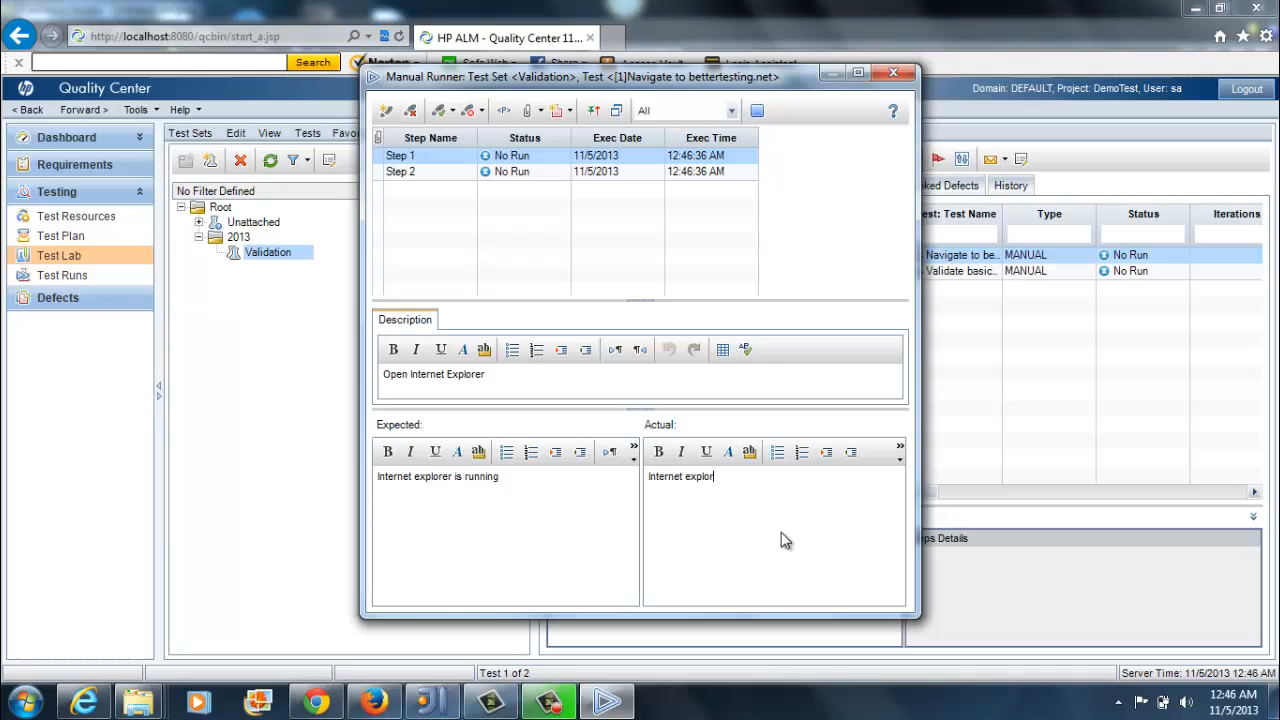 http://localhost:8080/qcbin/start_a.jsp
HP ALM - Quality Center 11...
Search
Quality Center
Domain: DEFAULT, Project: DemoTest, User: sa
Logout
< Back Forward > Tools Help
Dashboard
Requirements
Testing
Test Resources
Test Plan
Test Lab
Test Runs
Defects
Test Sets Edit View Tests
No Filter Defined
Root
Unattached
2013
Validation
Manual Runner: Test Set <Validation>, Test <[1]Navigate to bettertesting.net>
All
Step Name Status Exec Date Exec Time
Step 1 No Run 11/5/2013 12:46:36 AM
Step 2 No Run 11/5/2013 12:46:36 AM
Description
Open Internet Explorer
Expected: Actual:
Internet explorer is running
Internet explor
ked Defects History
est: Test Name Type Status Iterations
Navigate to be... MANUAL No Run
Validate basic... MANUAL No Run
eps Details
Test 1 of 2
Server Time: 11/5/2013 12:46 AM
12:46 AM
11/5/2013